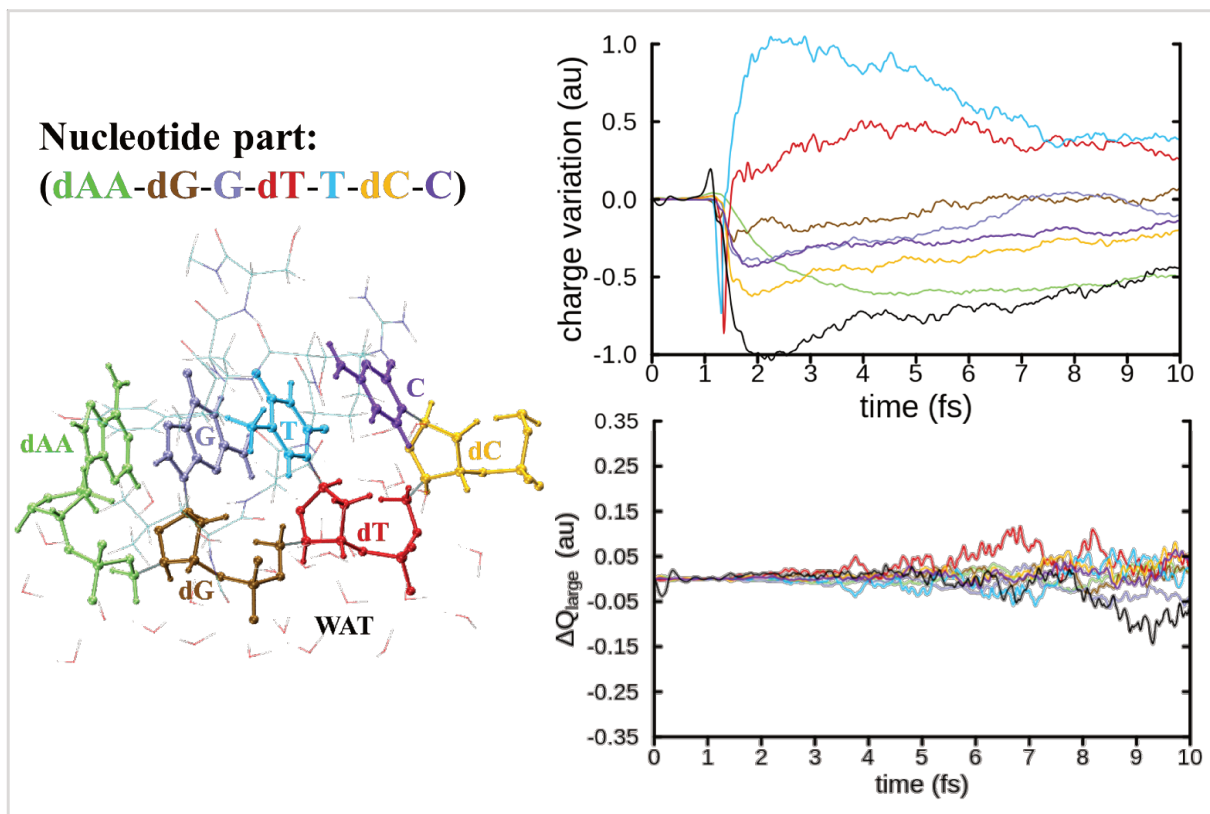 Nucleotide part:
(dAA-dG-G-dT-T-dC-C)
dAA
G
T
C
dC
dT
dG
WAT
charge variation (au)
1.0
0.5
0.0
-0.5
-1.0
0 1 2 3 4 5 6 7 8 9 10
time (fs)
ΔQlarge (au)
0.35
0.25
0.15
0.05
-0.05
-0.15
-0.25
-0.35
0 1 2 3 4 5 6 7 8 9 10
time (fs)